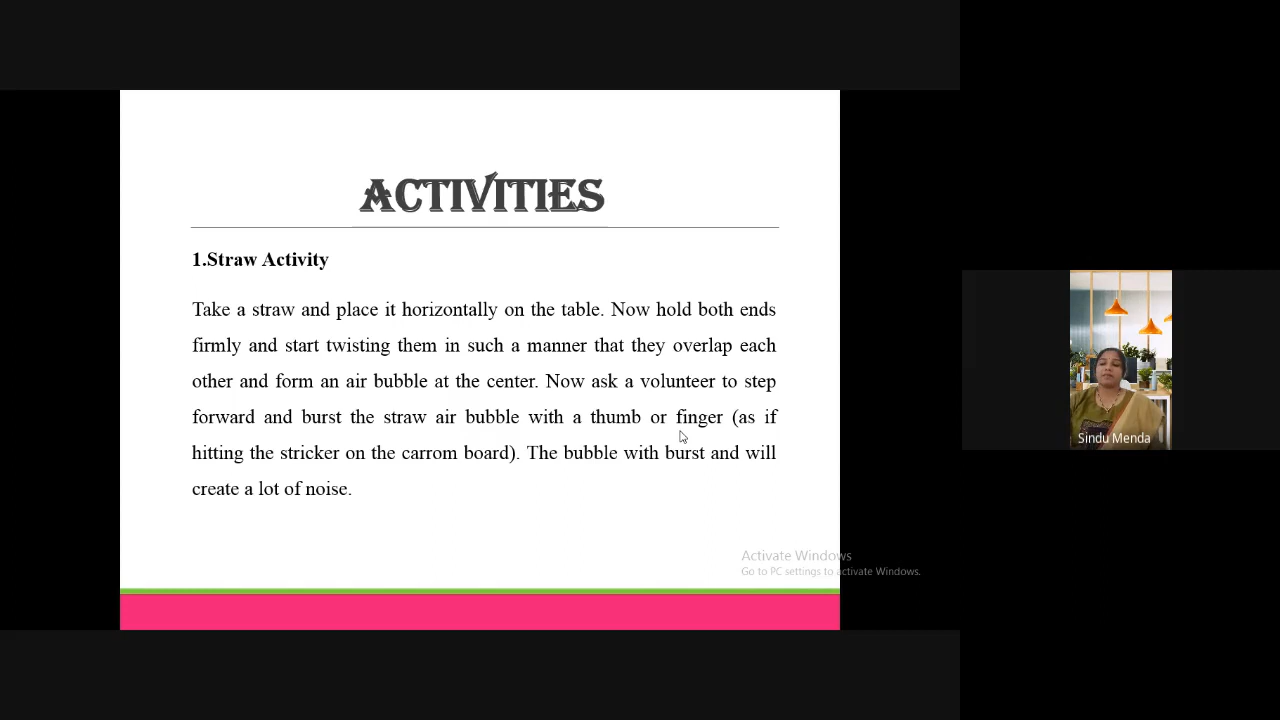 ACTIVITIES
1.Straw Activity
Take a straw and place it horizontally on the table. Now hold both ends
firmly and start twisting them in such a manner that they overlap each
other and form an air bubble at the center. Now ask a volunteer to step
forward and burst the straw air bubble with a thumb or finger (as if
hitting the stricker on the carrom board). The bubble with burst and will
create a lot of noise.
Activate Windows
Go to PC settings to activate Windows.
Sindu Menda